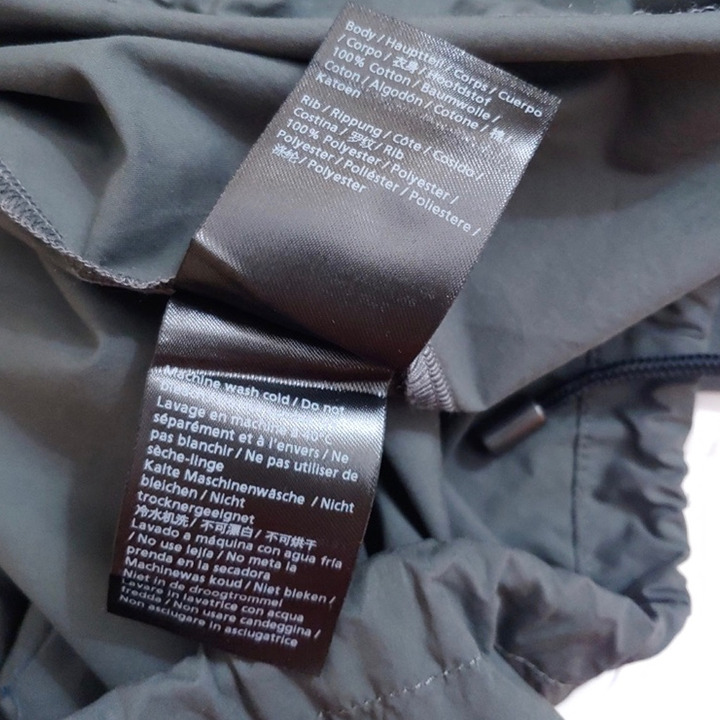 Body / Hauptteil / Corps / Cuerpo
/ Corpo / 衣身 / Hoofdstof
100% Cotton / Baumwolle /
Coton / Algodón / Cotone / 棉 /
Katoen
Rib / Rippung / Côte / Cosido /
Costina / 罗纹 / Rib
100% Polyester / Polyester /
Polyester / Poliéster / Poliestere /
涤纶 / Polyester
Machine wash cold / Do not
Lavage en machine à
séparément et à l'envers / Ne
pas blanchir / Ne pas utiliser de
sèche-linge
Kalte Maschinenwäsche / Nicht
bleichen / Nicht
trocknergeeignet
冷水机洗 / 不可漂白 / 不可烘干
Lavado a máquina con agua fría
/ No use lejía / No meta la
prenda en la secadora
Machinewas koud / Niet bleken /
Niet in de droogtrommel
Lavare in lavatrice con acqua
fredda / Non usare candeggina /
Non asciugare in asciugatrice